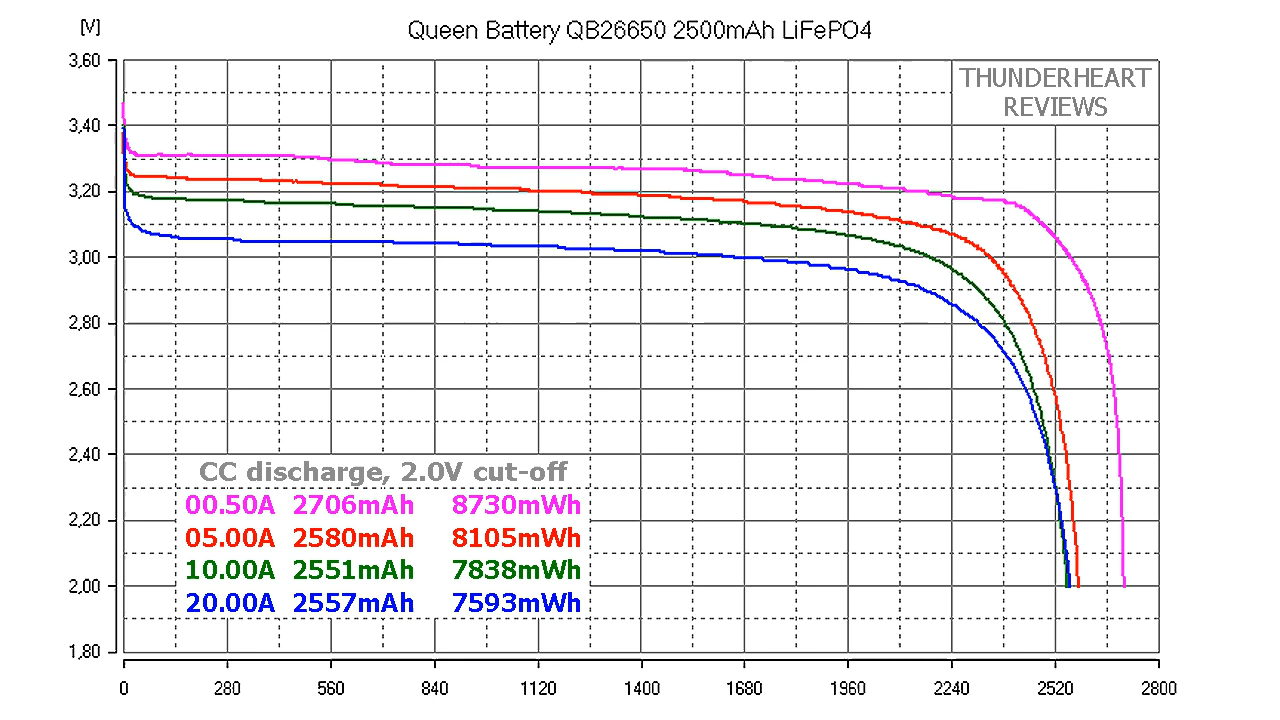 [V]
Queen Battery QB26650 2500mAh LiFePO4
3,60
THUNDERHEART
REVIEWS
3,40
3,20
3,00
2,80
2,60
2,40
CC discharge, 2.0V cut-off
00.50A 2706mAh 8730mWh
2,20
05.00A 2580mAh 8105mWh
10.00A 2551mAh 7838mWh
2,00
20.00A 2557mAh 7593mWh
1,80
0 280 560 840 1120 1400 1680 1960 2240 2520 2800